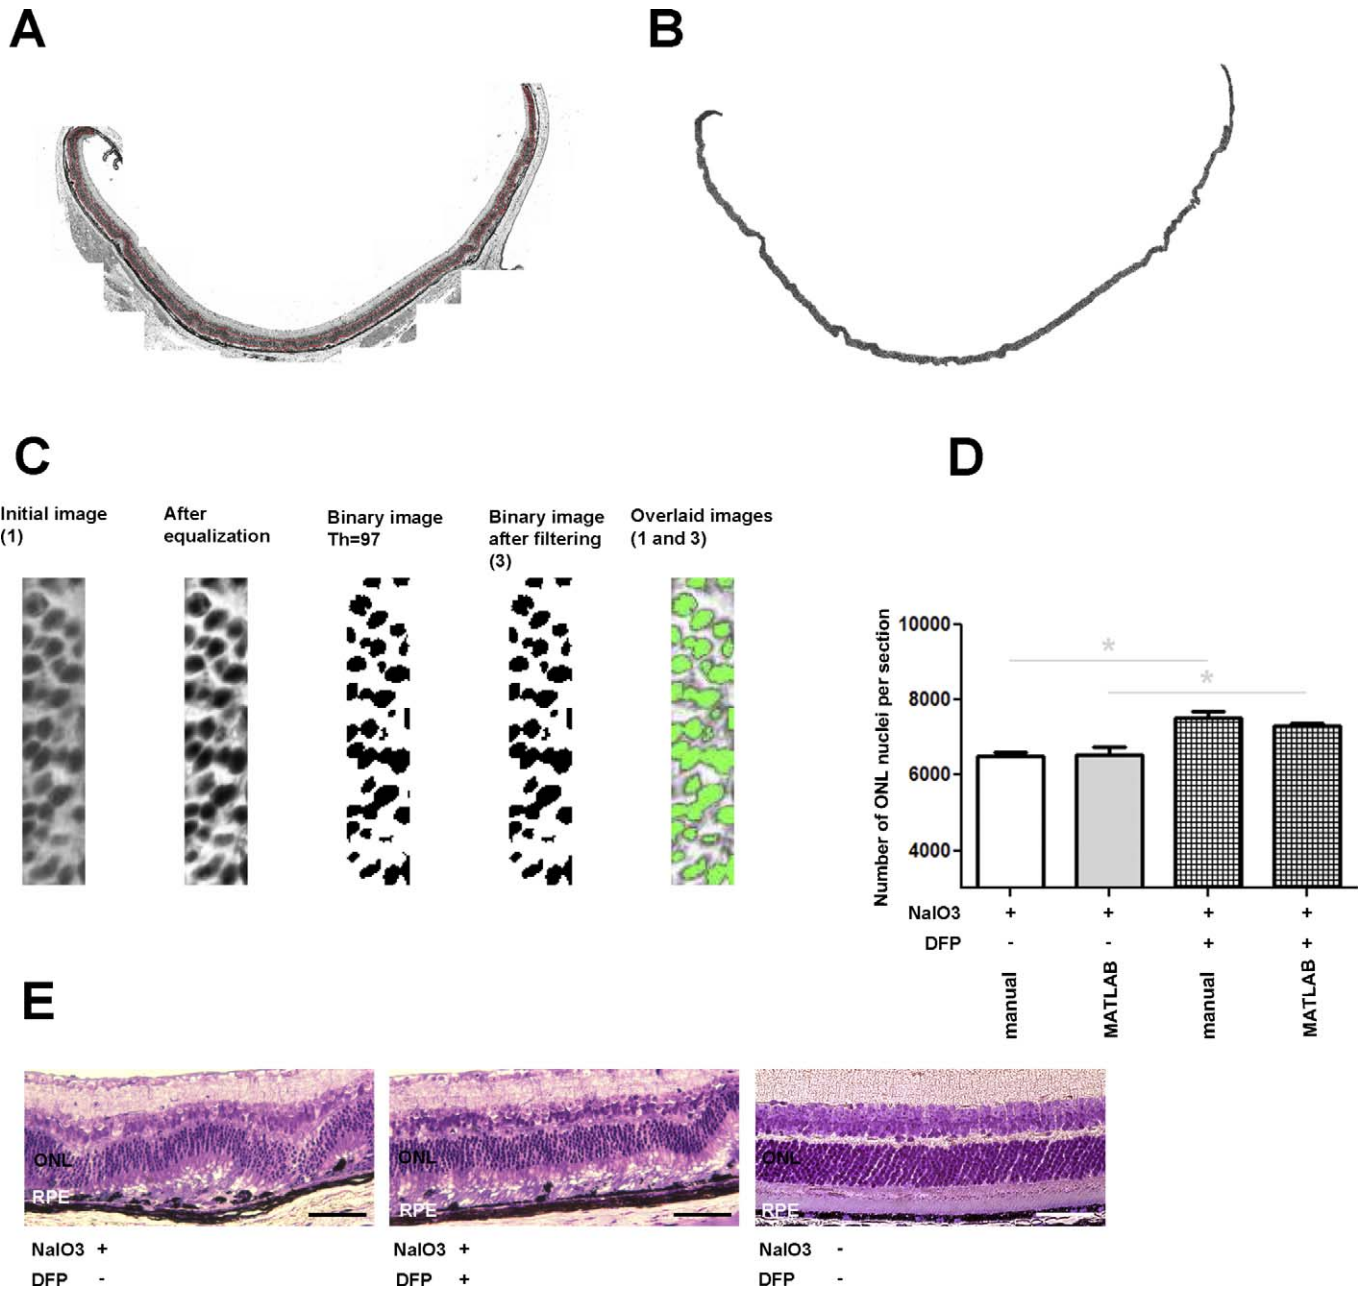 A
B
C
D
Initial image
(1)
After
equalization
Binary image
Th=97
Binary image
after filtering
(3)
Overlaid images
(1 and 3)
Number of ONL nuclei per section
10000
8000
6000
4000
*
*
NaIO3 + + + +
DFP - - + +
manual MATLAB manual MATLAB
E
ONL
RPE
NaIO3 +
DFP -
ONL
RPE
NaIO3 +
DFP +
ONL
RPE
NaIO3 -
DFP -